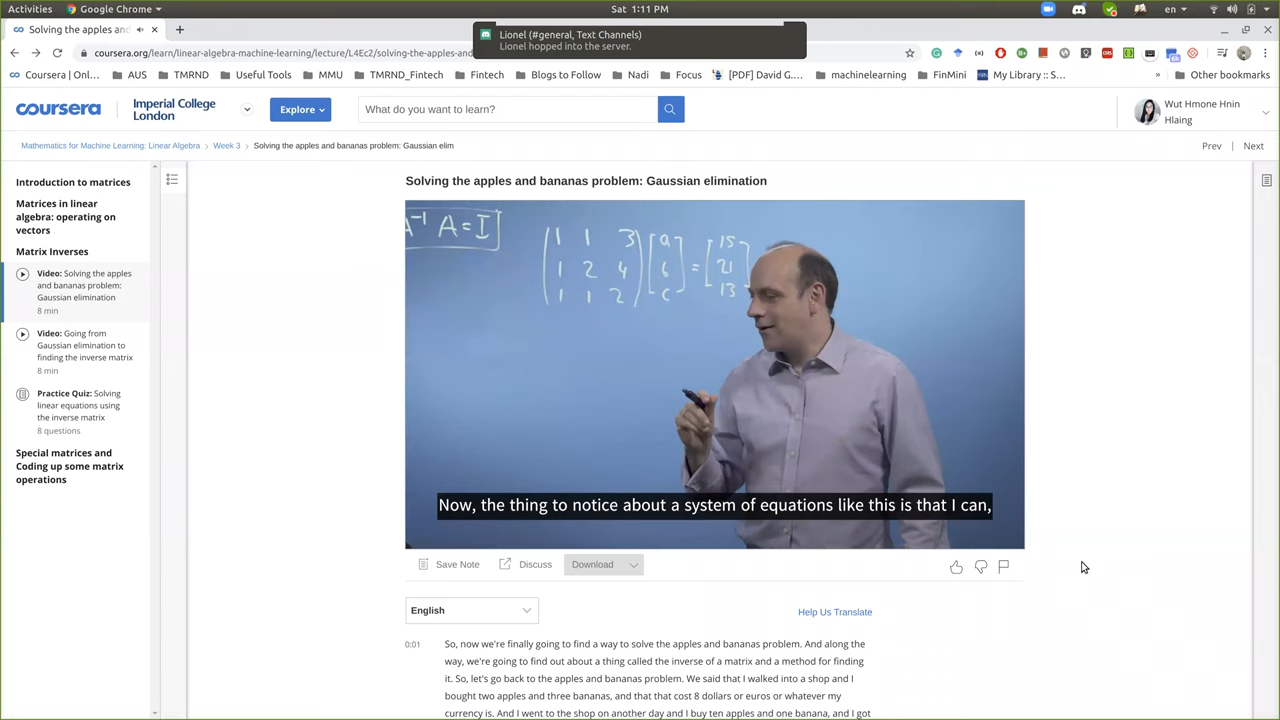 Activities
Google Chrome
Sat 1:11 PM
en
Solving the apples and
Lionel (#general, Text Channels)
Lionel hopped into the server.
coursera.org/learn/linear-algebra-machine-learning/lecture/L4Ec2/solving-the-apples-and-
Coursera | Onl...
AUS
TMRND
Useful Tools
MMU
TMRND_Fintech
Fintech
Blogs to Follow
Nadi
Focus
[PDF] David G....
machinelearning
FinMini
My Library :: S...
»
Other bookmarks
coursera
Imperial College
London
Explore
What do you want to learn?
Wut Hmone Hnin
Hlaing
Mathematics for Machine Learning: Linear Algebra > Week 3 > Solving the apples and bananas problem: Gaussian elim
Prev | Next
Introduction to matrices
Matrices in linear
algebra: operating on
vectors
Matrix Inverses
Video: Solving the apples
and bananas problem:
Gaussian elimination
8 min
Video: Going from
Gaussian elimination to
finding the inverse matrix
8 min
Practice Quiz: Solving
linear equations using
the inverse matrix
8 questions
Special matrices and
Coding up some matrix
operations
Solving the apples and bananas problem: Gaussian elimination
A⁻¹ A = I
1 1 3 a 15
1 2 4 b = 21
1 1 2 c 13
Now, the thing to notice about a system of equations like this is that I can,
Save Note
Discuss
Download
English
Help Us Translate
0:01
So, now we're finally going to find a way to solve the apples and bananas problem. And along the
way, we're going to find out about a thing called the inverse of a matrix and a method for finding
it. So, let's go back to the apples and bananas problem. We said that I walked into a shop and I
bought two apples and three bananas, and that that cost 8 dollars or euros or whatever my
currency is. And I went to the shop on another day and I buy ten apples and one banana, and I got